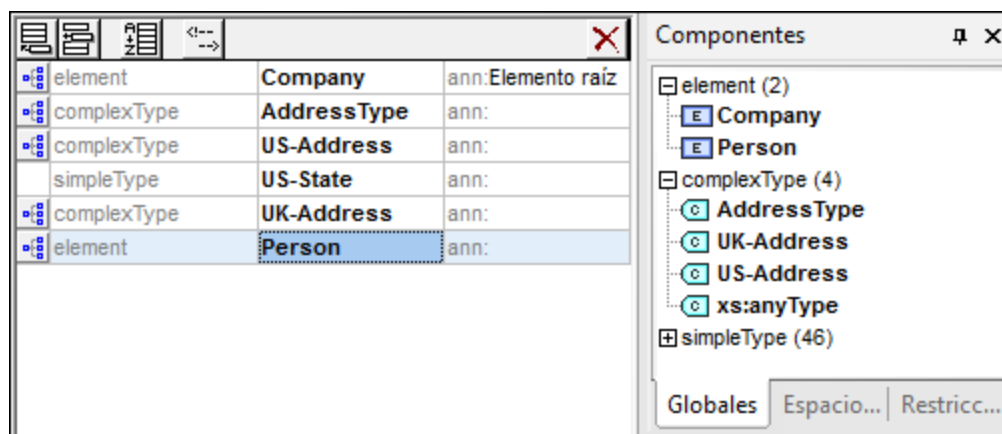 element Company ann:Elemento raíz
complexType AddressType ann:
complexType US-Address ann:
simpleType US-State ann:
complexType UK-Address ann:
element Person ann:
Componentes
element (2)
E Company
E Person
complexType (4)
C AddressType
C UK-Address
C US-Address
C xs:anyType
simpleType (46)
Globales Espacio... Restricc...